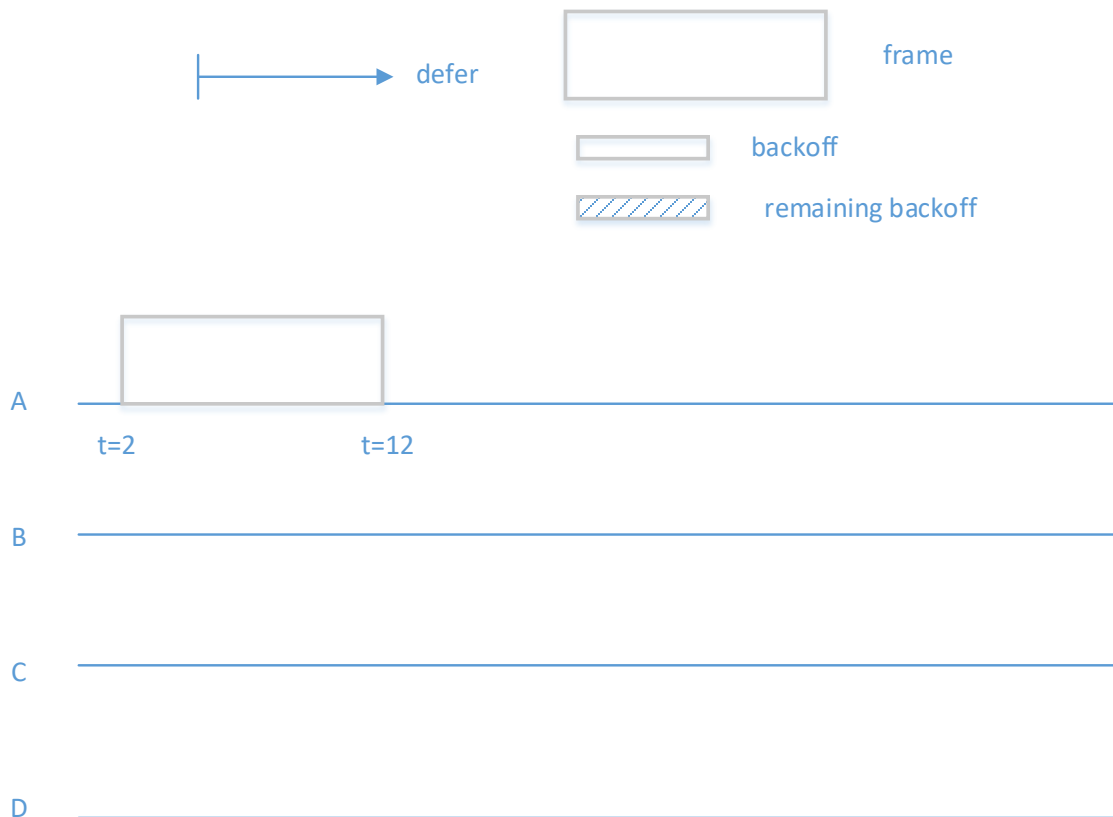 defer
frame
backoff
remaining backoff
A
t=2
t=12
B
C
D